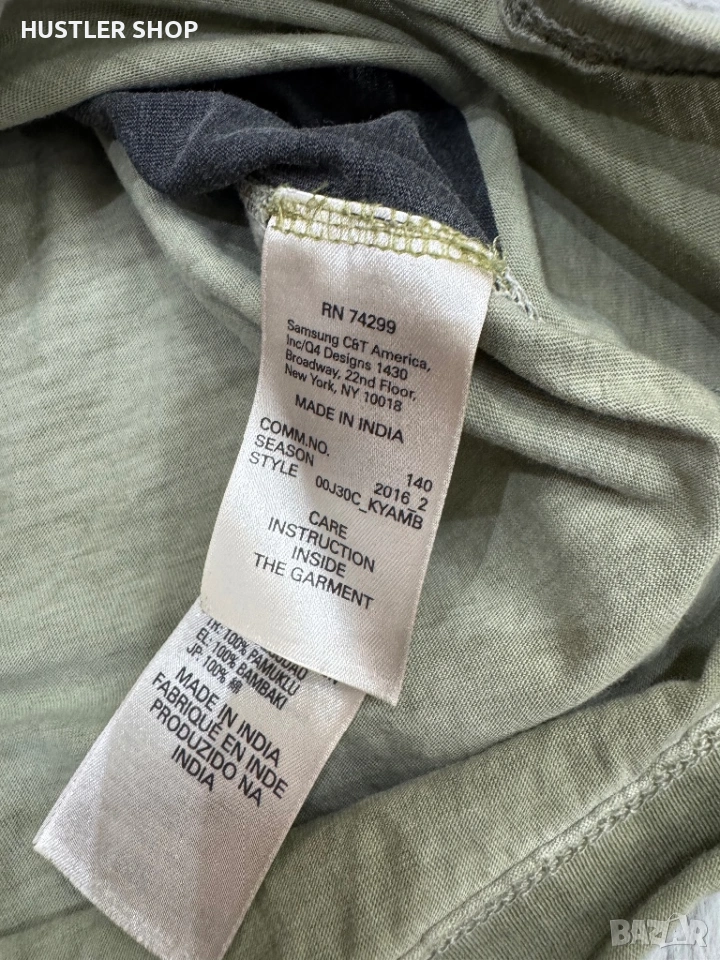 HUSTLER SHOP
RN 74299
Samsung C&T America,
Inc/Q4 Designs 1430
Broadway, 22nd Floor,
New York, NY 10018
MADE IN INDIA
COMM.NO. 140
SEASON 2016_2
STYLE 00J30C_KYAMB
CARE
INSTRUCTION
INSIDE
THE GARMENT
TR: 100% PAMUKLU
EL: 100% BAMBAKI
JP: 100% 綿
MADE IN INDIA
FABRIQUÉ EN INDE
PRODUZIDO NA
INDIA
BAZAR